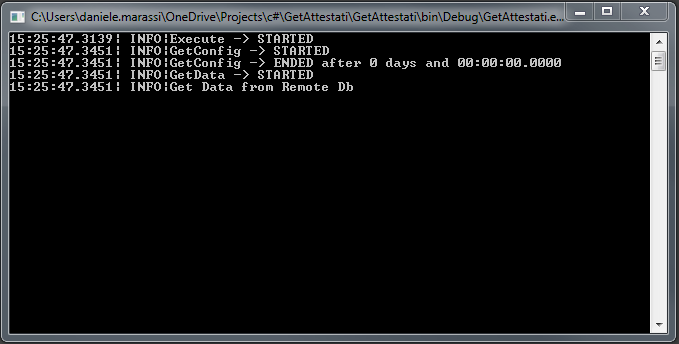 C:\Users\daniele.marassi\OneDrive\Projects\c#\GetAttestati\GetAttestati\bin\Debug\GetAttestati.e...
15:25:47.3139| INFO|Execute -> STARTED
15:25:47.3451| INFO|GetConfig -> STARTED
15:25:47.3451| INFO|GetConfig -> ENDED after 0 days and 00:00:00.0000
15:25:47.3451| INFO|GetData -> STARTED
15:25:47.3451| INFO|Get Data from Remote Db